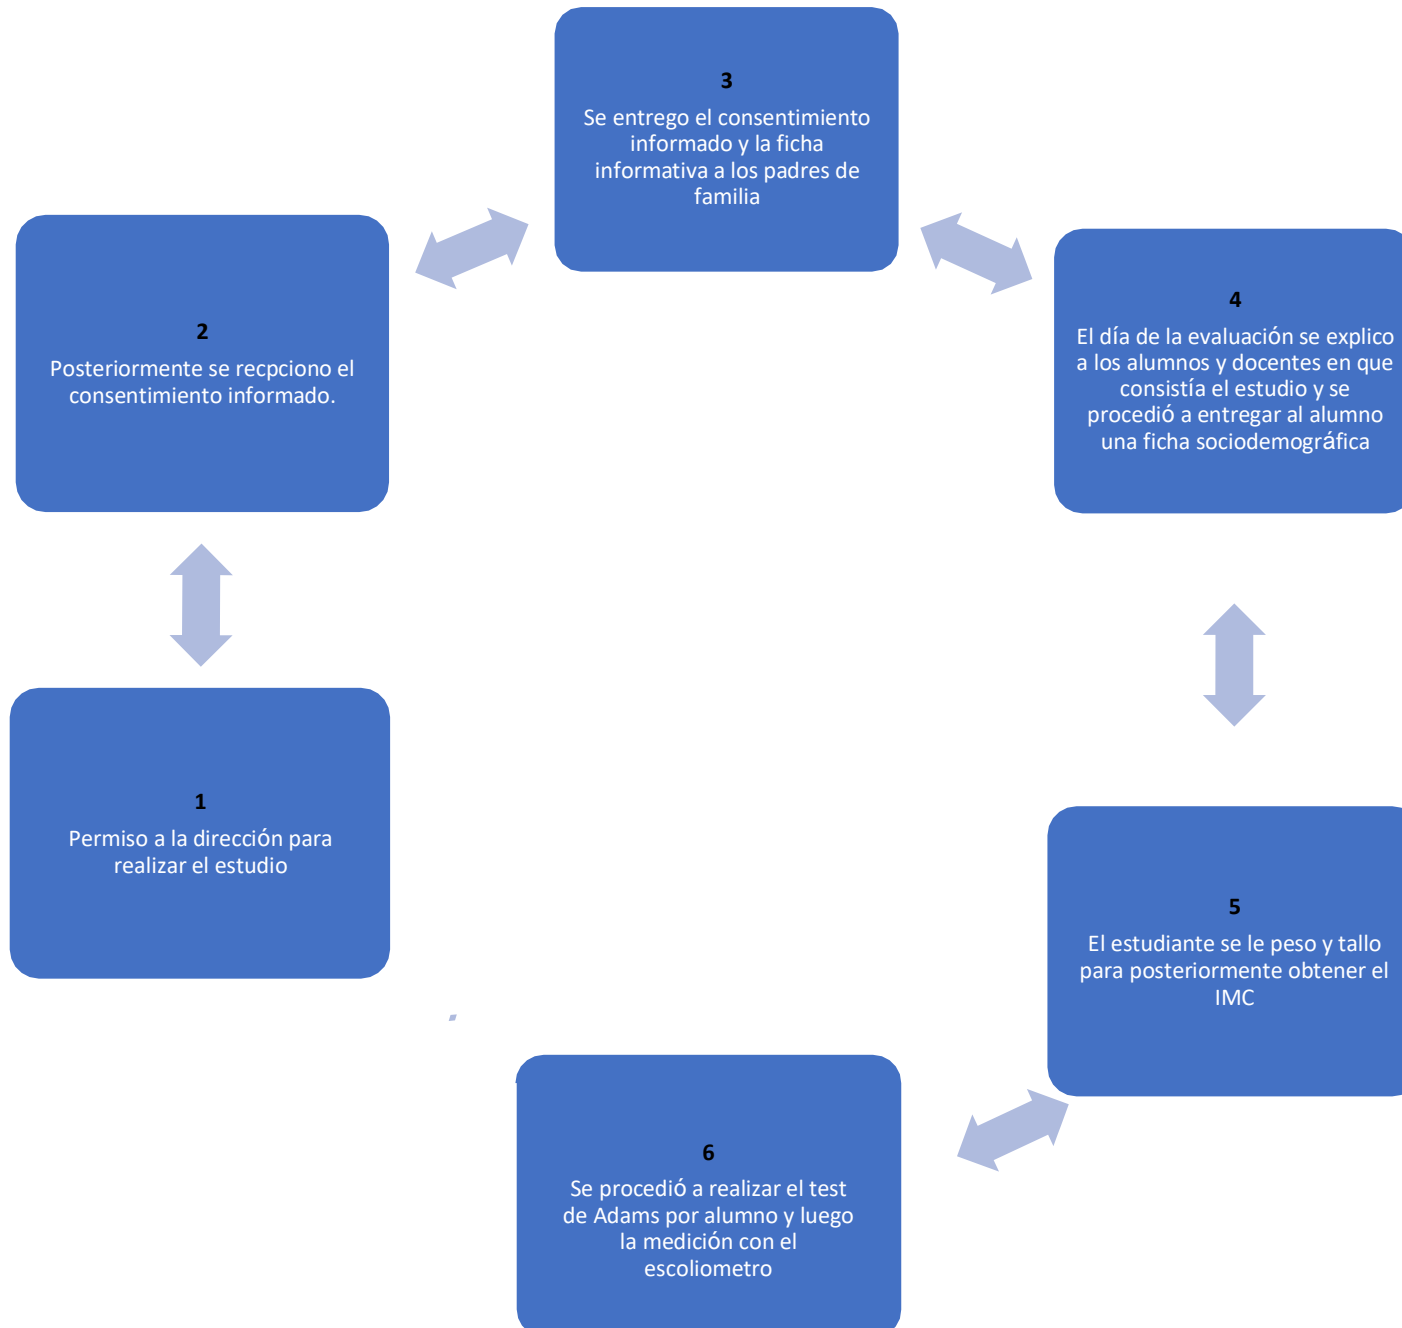 3
Se entrego el consentimiento
informado y la ficha
informativa a los padres de
familia
2
Posteriormente se recpciono el
consentimiento informado.
4
El día de la evaluación se explico
a los alumnos y docentes en que
consistía el estudio y se
procedió a entregar al alumno
una ficha sociodemográfica
1
Permiso a la dirección para
realizar el estudio
5
El estudiante se le peso y tallo
para posteriormente obtener el
IMC
6
Se procedió a realizar el test
de Adams por alumno y luego
la medición con el
escoliometro